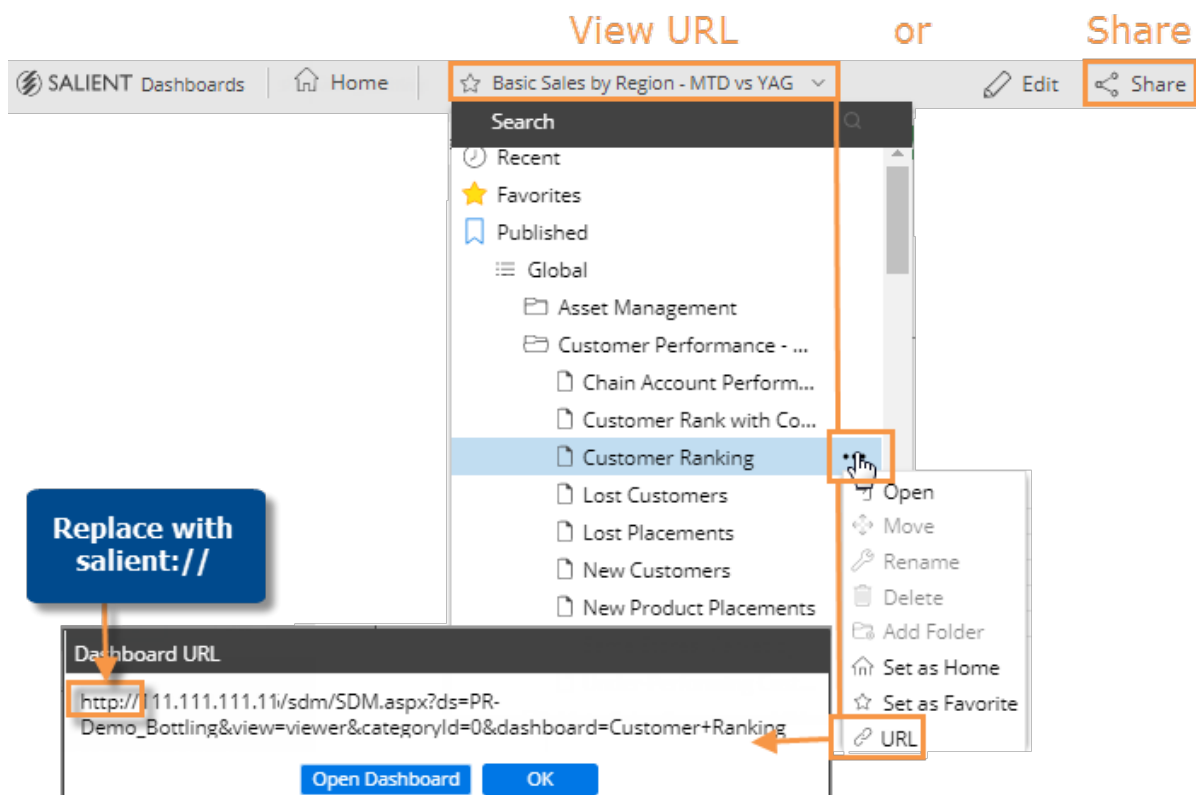 View URL or Share
SALIENT Dashboards Home Basic Sales by Region - MTD vs YAG Edit Share
Search
Recent
Favorites
Published
Global
Asset Management
Customer Performance - ...
Chain Account Perform...
Customer Rank with Co...
Customer Ranking
Lost Customers
Lost Placements
New Customers
New Product Placements
Open
Move
Rename
Delete
Add Folder
Set as Home
Set as Favorite
URL
Replace with
salient://
Dashboard URL
http://111.111.111.11/sdm/SDM.aspx?ds=PR-
Demo_Bottling&view=viewer&categoryId=0&dashboard=Customer+Ranking
Open Dashboard OK